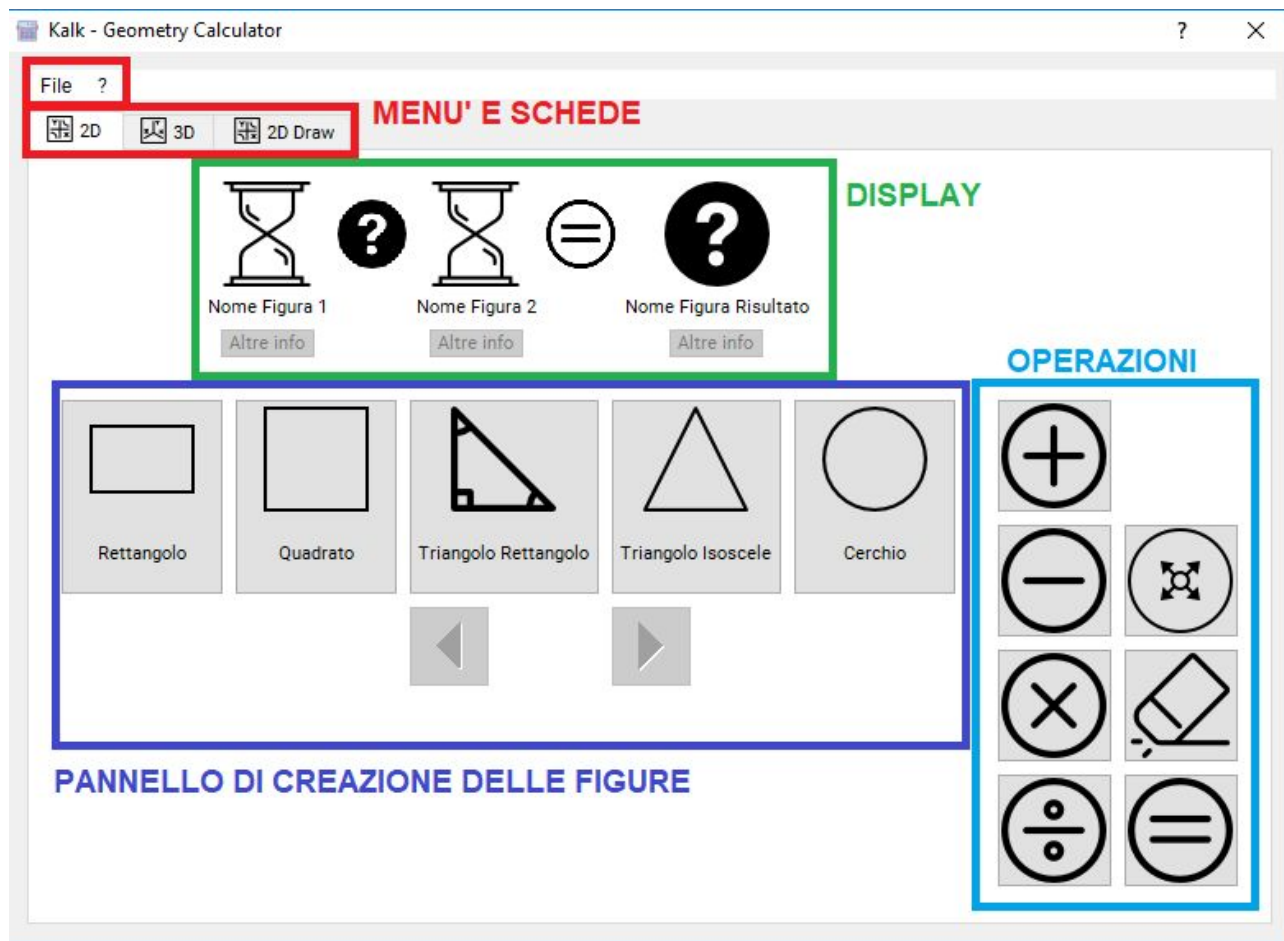 Kalk - Geometry Calculator
File ?
MENU' E SCHEDE
2D 3D 2D Draw
DISPLAY
Nome Figura 1 Nome Figura 2 Nome Figura Risultato
Altre info Altre info Altre info
OPERAZIONI
Rettangolo Quadrato Triangolo Rettangolo Triangolo Isoscele Cerchio
PANNELLO DI CREAZIONE DELLE FIGURE